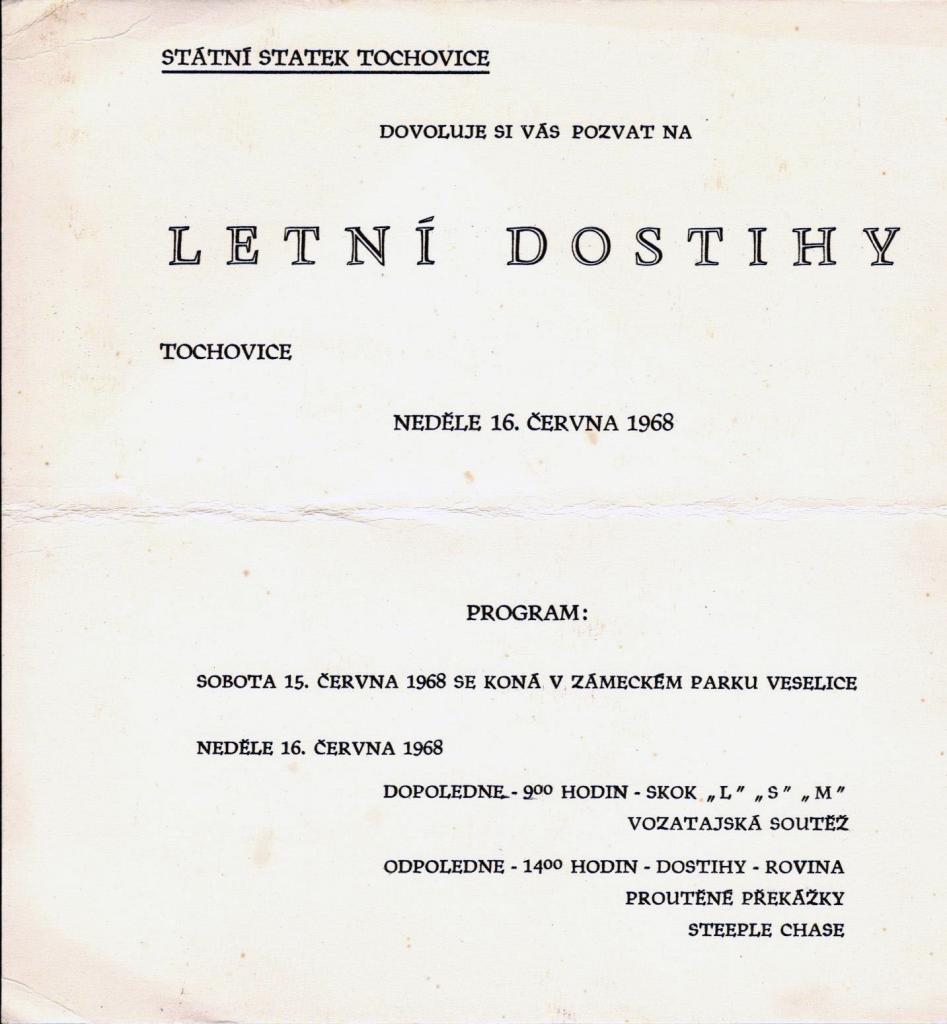 STÁTNÍ STATEK TOCHOVICE
DOVOLUJE SI VÁS POZVAT NA
LETNÍ DOSTIHY
TOCHOVICE
NEDĚLE 16. ČERVNA 1968
PROGRAM:
SOBOTA 15. ČERVNA 1968 SE KONÁ V ZÁMECKÉM PARKU VESELICE
NEDĚLE 16. ČERVNA 1968
DOPOLEDNE - 9⁰⁰ HODIN - SKOK „L” „S” „M”
VOZATAJSKÁ SOUTĚŽ
ODPOLEDNE - 14⁰⁰ HODIN - DOSTIHY - ROVINA
PROUTĚNÉ PŘEKÁŽKY
STEEPLE CHASE